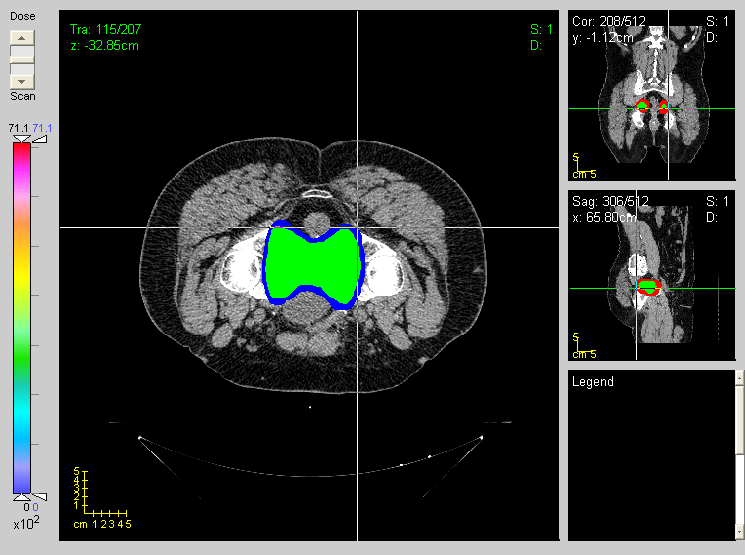 Dose
Scan
71.1 71.1
0 0
x10²
Tra: 115/207
z: -32.85cm
S: 1
D:
5
4
3
2
1
cm 1 2 3 4 5
Cor: 208/512
y: -1.12cm
S: 1
D:
5
cm 5
Sag: 306/512
x: 65.80cm
S: 1
D:
5
cm 5
Legend